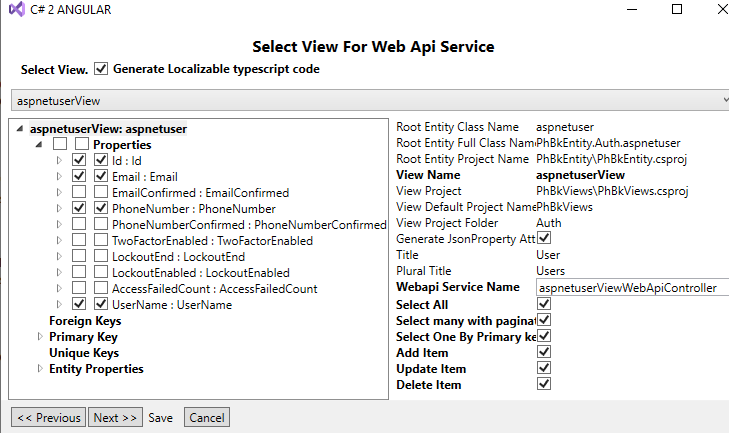 C# 2 ANGULAR
Select View For Web Api Service
Select View. Generate Localizable typescript code
aspnetuserView
aspnetuserView: aspnetuser
Properties
Id : Id
Email : Email
EmailConfirmed : EmailConfirmed
PhoneNumber : PhoneNumber
PhoneNumberConfirmed : PhoneNumberConfirmed
TwoFactorEnabled : TwoFactorEnabled
LockoutEnd : LockoutEnd
LockoutEnabled : LockoutEnabled
AccessFailedCount : AccessFailedCount
UserName : UserName
Foreign Keys
Primary Key
Unique Keys
Entity Properties
Root Entity Class Name aspnetuser
Root Entity Full Class Nam PhBkEntity.Auth.aspnetuser
Root Entity Project Name PhBkEntity\PhBkEntity.csproj
View Name aspnetuserView
View Project PhBkViews\PhBkViews.csproj
View Default Project Name PhBkViews
View Project Folder Auth
Generate JsonProperty Att
Title User
Plural Title Users
Webapi Service Name aspnetuserViewWebApiController
Select All
Select many with paginat
Select One By Primary ke
Add Item
Update Item
Delete Item
<< Previous Next >> Save Cancel